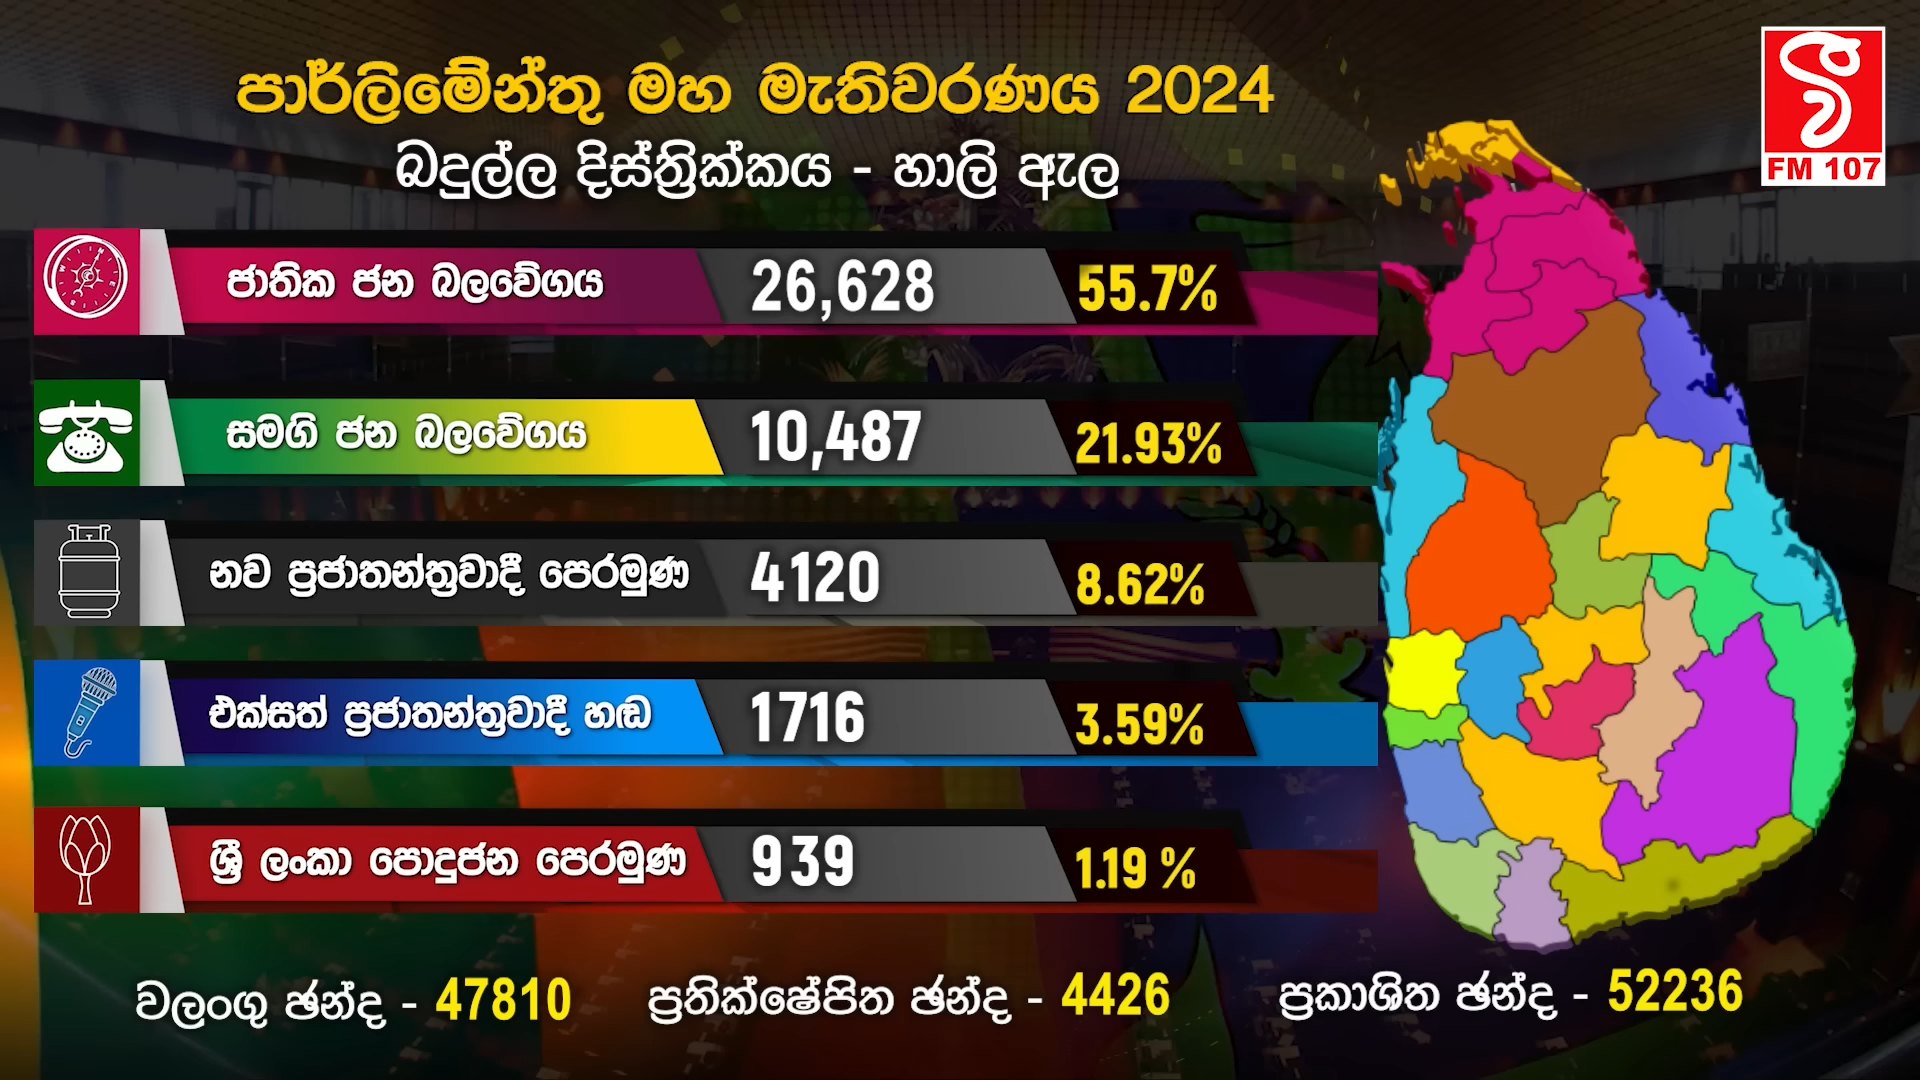 පාර්ලිමේන්තු මහ මැතිවරණය 2024
බදුල්ල දිස්ත්‍රික්කය - හාලි ඇල
FM 107
ජාතික ජන බලවේගය 26,628 55.7%
සමගි ජන බලවේගය 10,487 21.93%
නව ප්‍රජාතන්ත්‍රවාදී පෙරමුණ 4120 8.62%
එක්සත් ප්‍රජාතන්ත්‍රවාදී හඬ 1716 3.59%
ශ්‍රී ලංකා පොදුජන පෙරමුණ 939 1.19 %
වලංගු ඡන්ද - 47810 ප්‍රතික්ෂේපිත ඡන්ද - 4426 ප්‍රකාශිත ඡන්ද - 52236